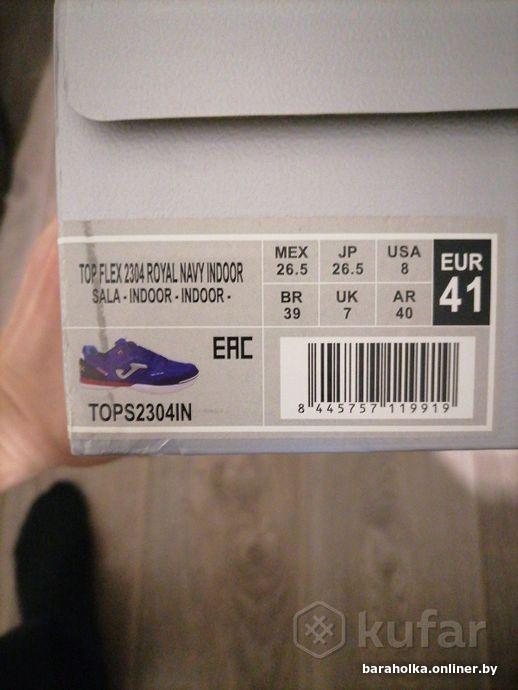 TOP FLEX 2304 ROYAL NAVY INDOOR
SALA - INDOOR - INDOOR -
TOPS2304IN
EAC
MEX 26.5
JP 26.5
USA 8
BR 39
UK 7
AR 40
EUR 41
8 445757 119919
kufar
baraholka.onliner.by